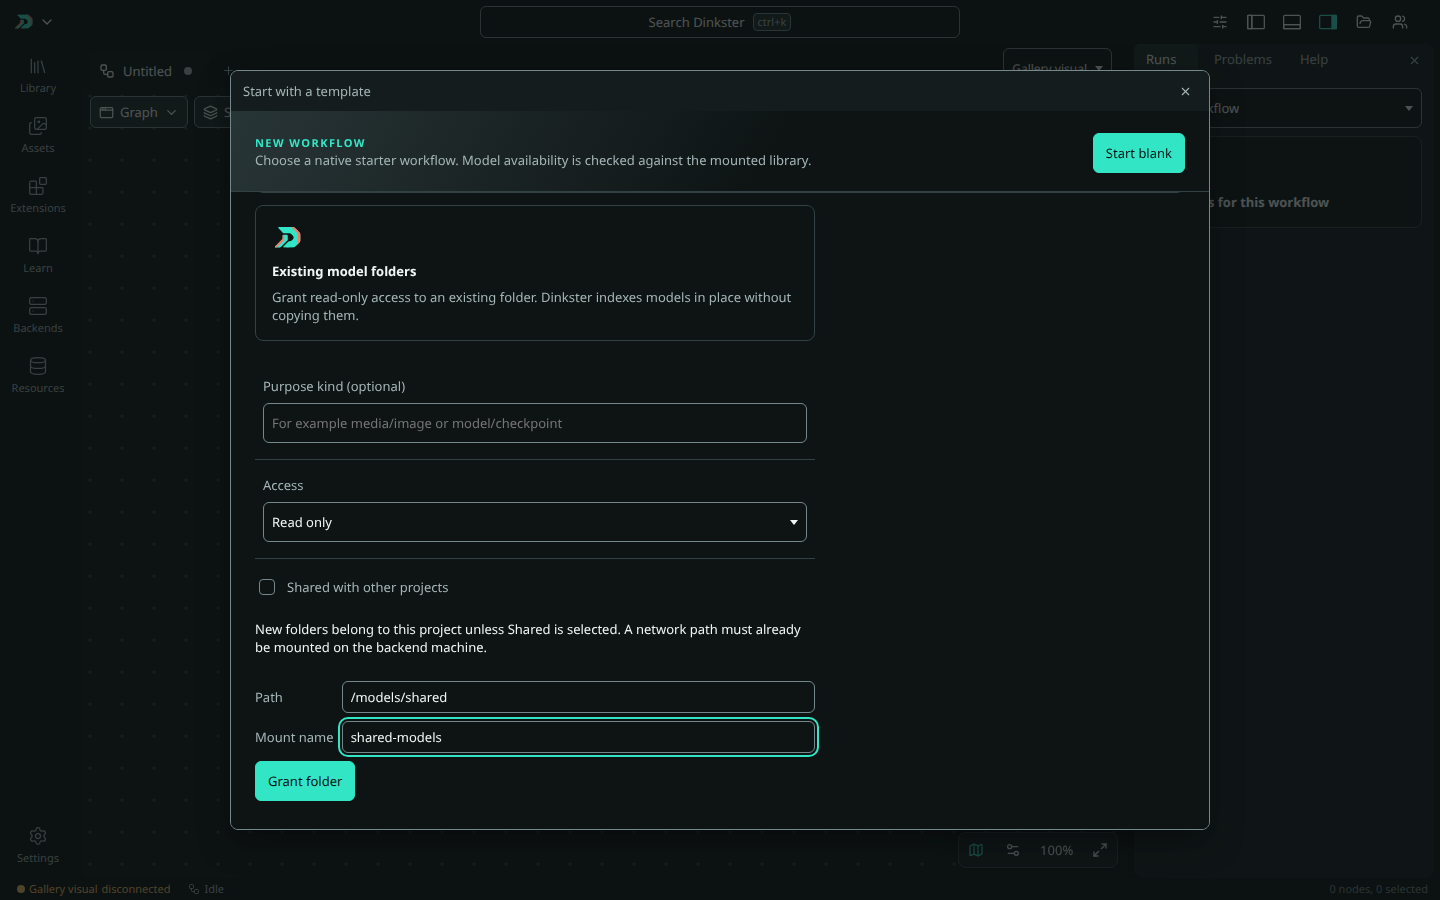 Search Dinkster ctrl+k
Library
Assets
Extensions
Learn
Backends
Resources
Settings
Untitled
Graph
Gallery visual
Runs
Problems
Help
Start with a template
NEW WORKFLOW
Choose a native starter workflow. Model availability is checked against the mounted library.
Start blank
s for this workflow
Existing model folders
Grant read-only access to an existing folder. Dinkster indexes models in place without
copying them.
Purpose kind (optional)
For example media/image or model/checkpoint
Access
Read only
Shared with other projects
New folders belong to this project unless Shared is selected. A network path must already
be mounted on the backend machine.
Path /models/shared
Mount name shared-models
Grant folder
100%
Gallery visual disconnected
Idle
0 nodes, 0 selected